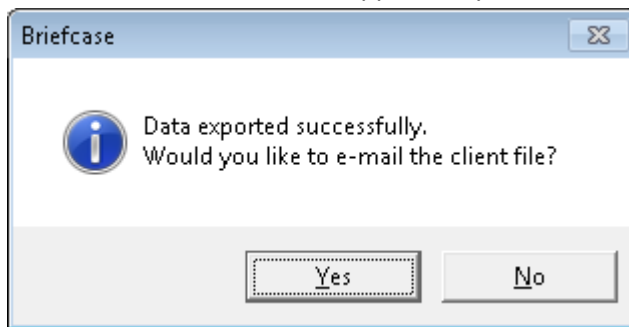 Briefcase
Data exported successfully.
Would you like to e-mail the client file?
Yes
No